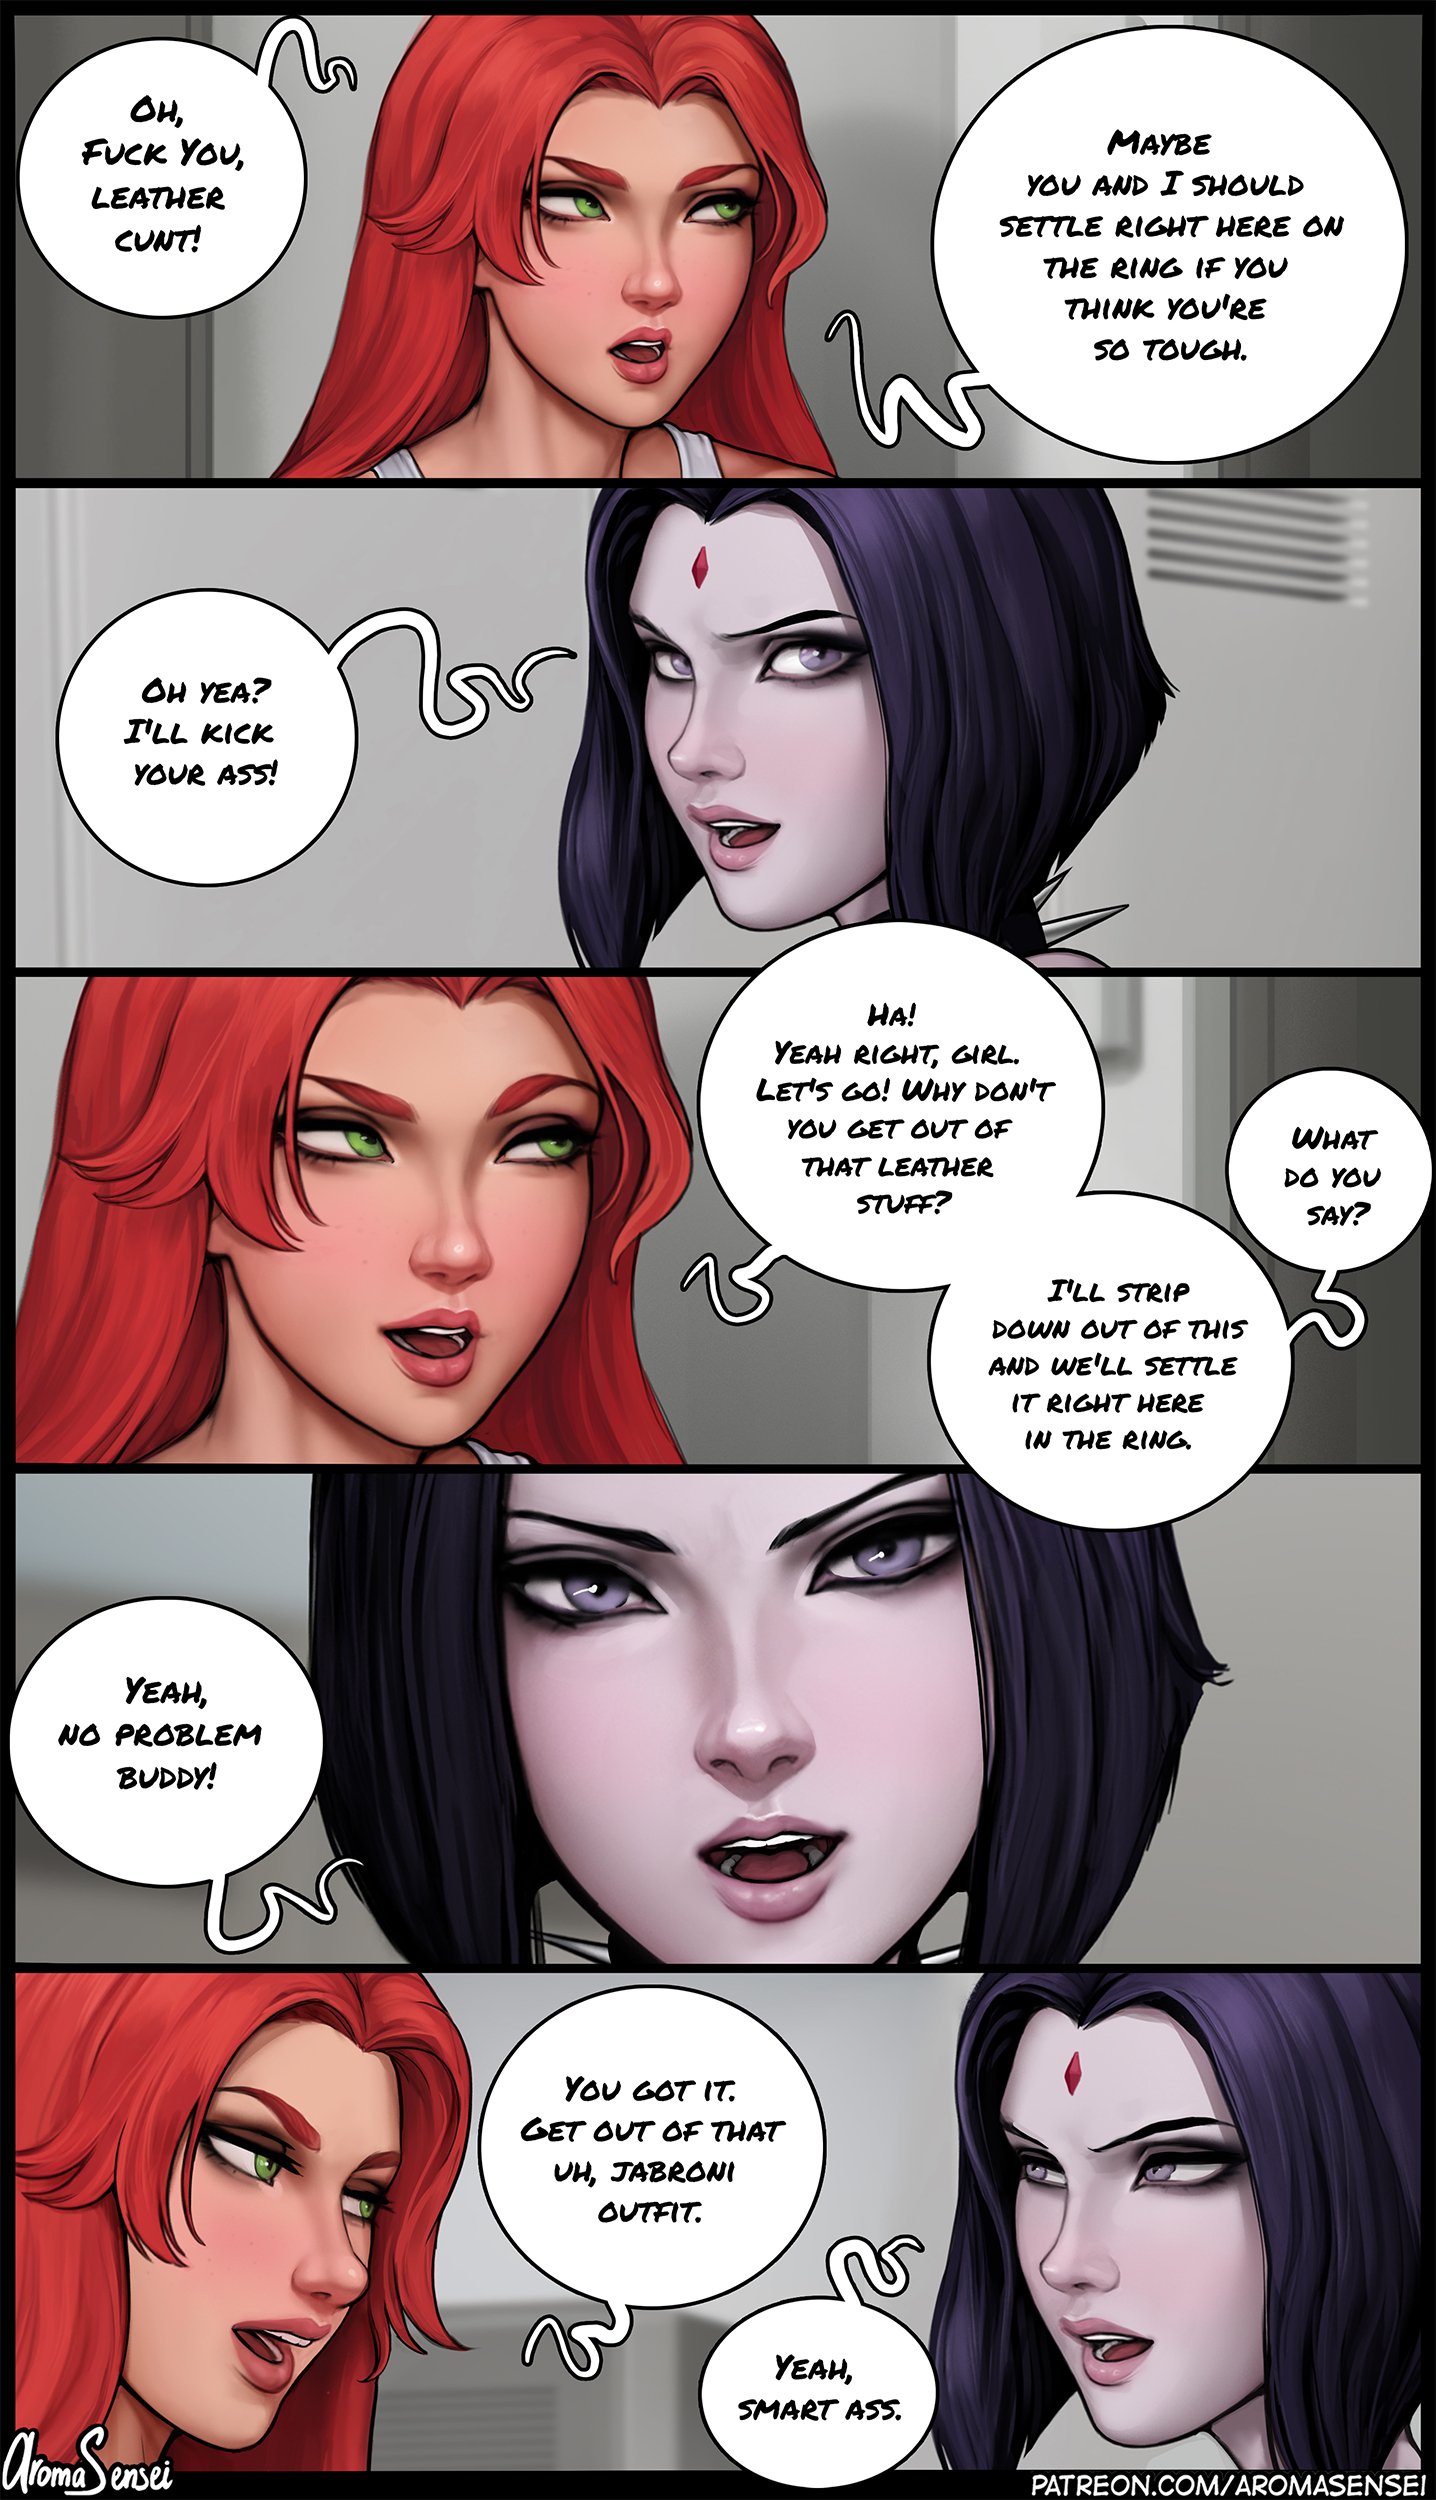 Oh,
Fuck You,
leather
cunt!
Maybe
you and I should
settle right here on
the ring if you
think you're
so tough.
Oh yea?
I'll kick
your ass!
Ha!
Yeah right, girl.
Let's go! Why don't
you get out of
that leather
stuff?
I'll strip
down out of this
and we'll settle
it right here
in the ring.
What
do you
say?
Yeah,
no problem
buddy!
You got it.
Get out of that
uh, jabroni
outfit.
Yeah,
smart ass.
Aroma Sensei
PATREON.COM/AROMASENSEI